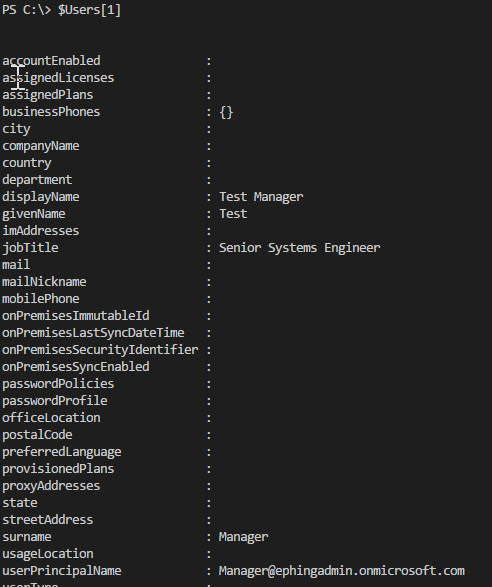 PS C:\> $Users[1]
accountEnabled :
assignedLicenses :
assignedPlans :
businessPhones : {}
city :
companyName :
country :
department :
displayName : Test Manager
givenName : Test
imAddresses :
jobTitle : Senior Systems Engineer
mail :
mailNickname :
mobilePhone :
onPremisesImmutableId :
onPremisesLastSyncDateTime :
onPremisesSecurityIdentifier :
onPremisesSyncEnabled :
passwordPolicies :
passwordProfile :
officeLocation :
postalCode :
preferredLanguage :
provisionedPlans :
proxyAddresses :
state :
streetAddress :
surname : Manager
usageLocation :
userPrincipalName : Manager@ephingadmin.onmicrosoft.com
userType :